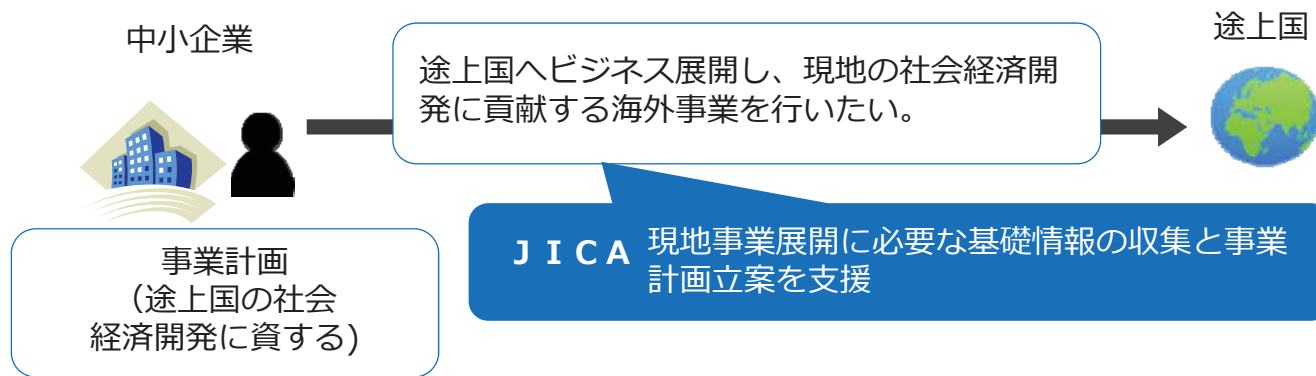 中小企業
途上国へビジネス展開し、現地の社会経済開
発に貢献する海外事業を行いたい。
途上国
ＪＩＣＡ 現地事業展開に必要な基礎情報の収集と事業
計画立案を支援
事業計画
（途上国の社会
経済開発に資する)